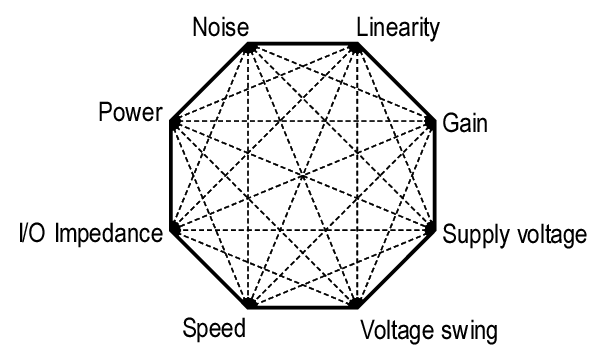 Noise
Linearity
Power
Gain
I/O Impedance
Supply voltage
Speed
Voltage swing